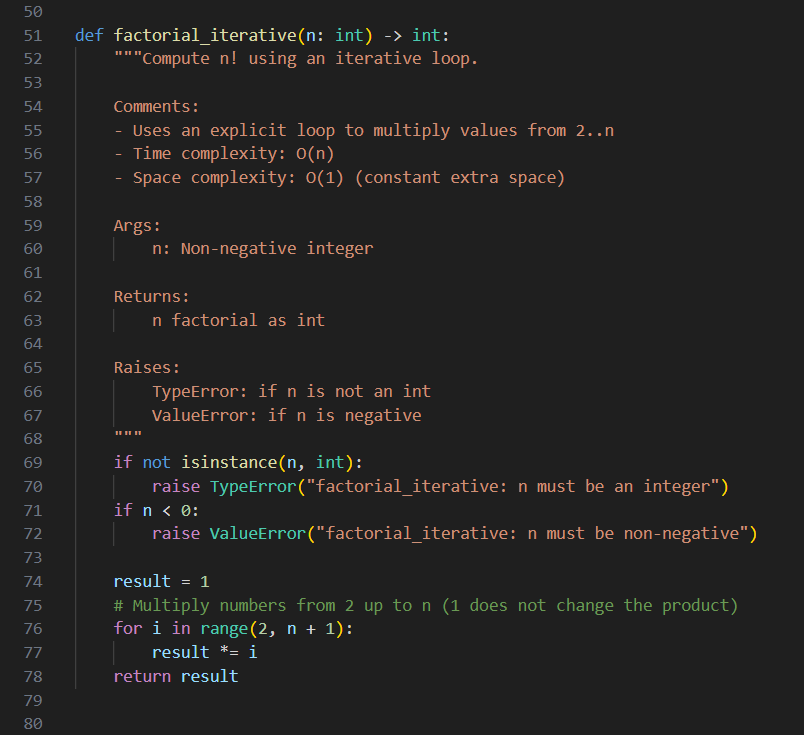 50
51 def factorial_iterative(n: int) -> int:
52     """Compute n! using an iterative loop.
53
54     Comments:
55     - Uses an explicit loop to multiply values from 2..n
56     - Time complexity: O(n)
57     - Space complexity: O(1) (constant extra space)
58
59     Args:
60         n: Non-negative integer
61
62     Returns:
63         n factorial as int
64
65     Raises:
66         TypeError: if n is not an int
67         ValueError: if n is negative
68     """
69     if not isinstance(n, int):
70         raise TypeError("factorial_iterative: n must be an integer")
71     if n < 0:
72         raise ValueError("factorial_iterative: n must be non-negative")
73
74     result = 1
75     # Multiply numbers from 2 up to n (1 does not change the product)
76     for i in range(2, n + 1):
77         result *= i
78     return result
79
80